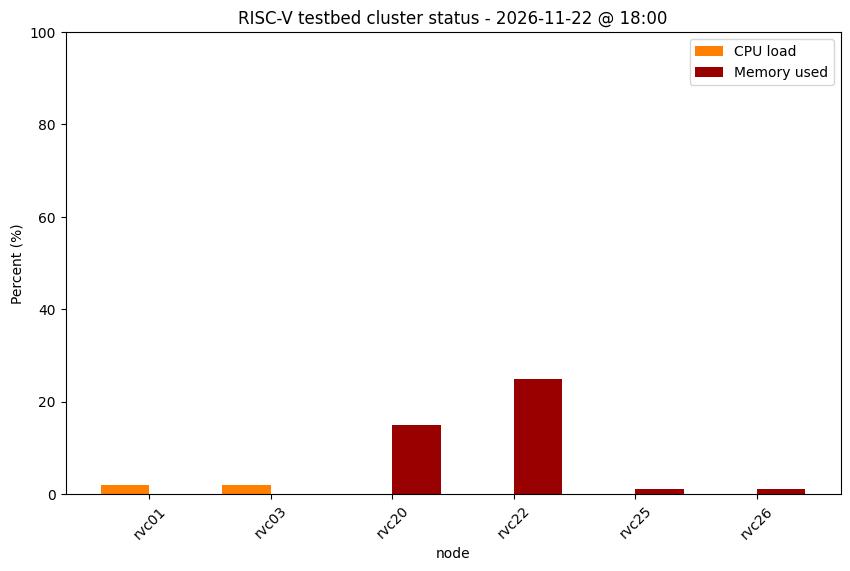 RISC-V testbed cluster status - 2026-11-22 @ 18:00
CPU load
Memory used
Percent (%)
100
80
60
40
20
0
rvc01
rvc03
rvc20
rvc22
rvc25
rvc26
node